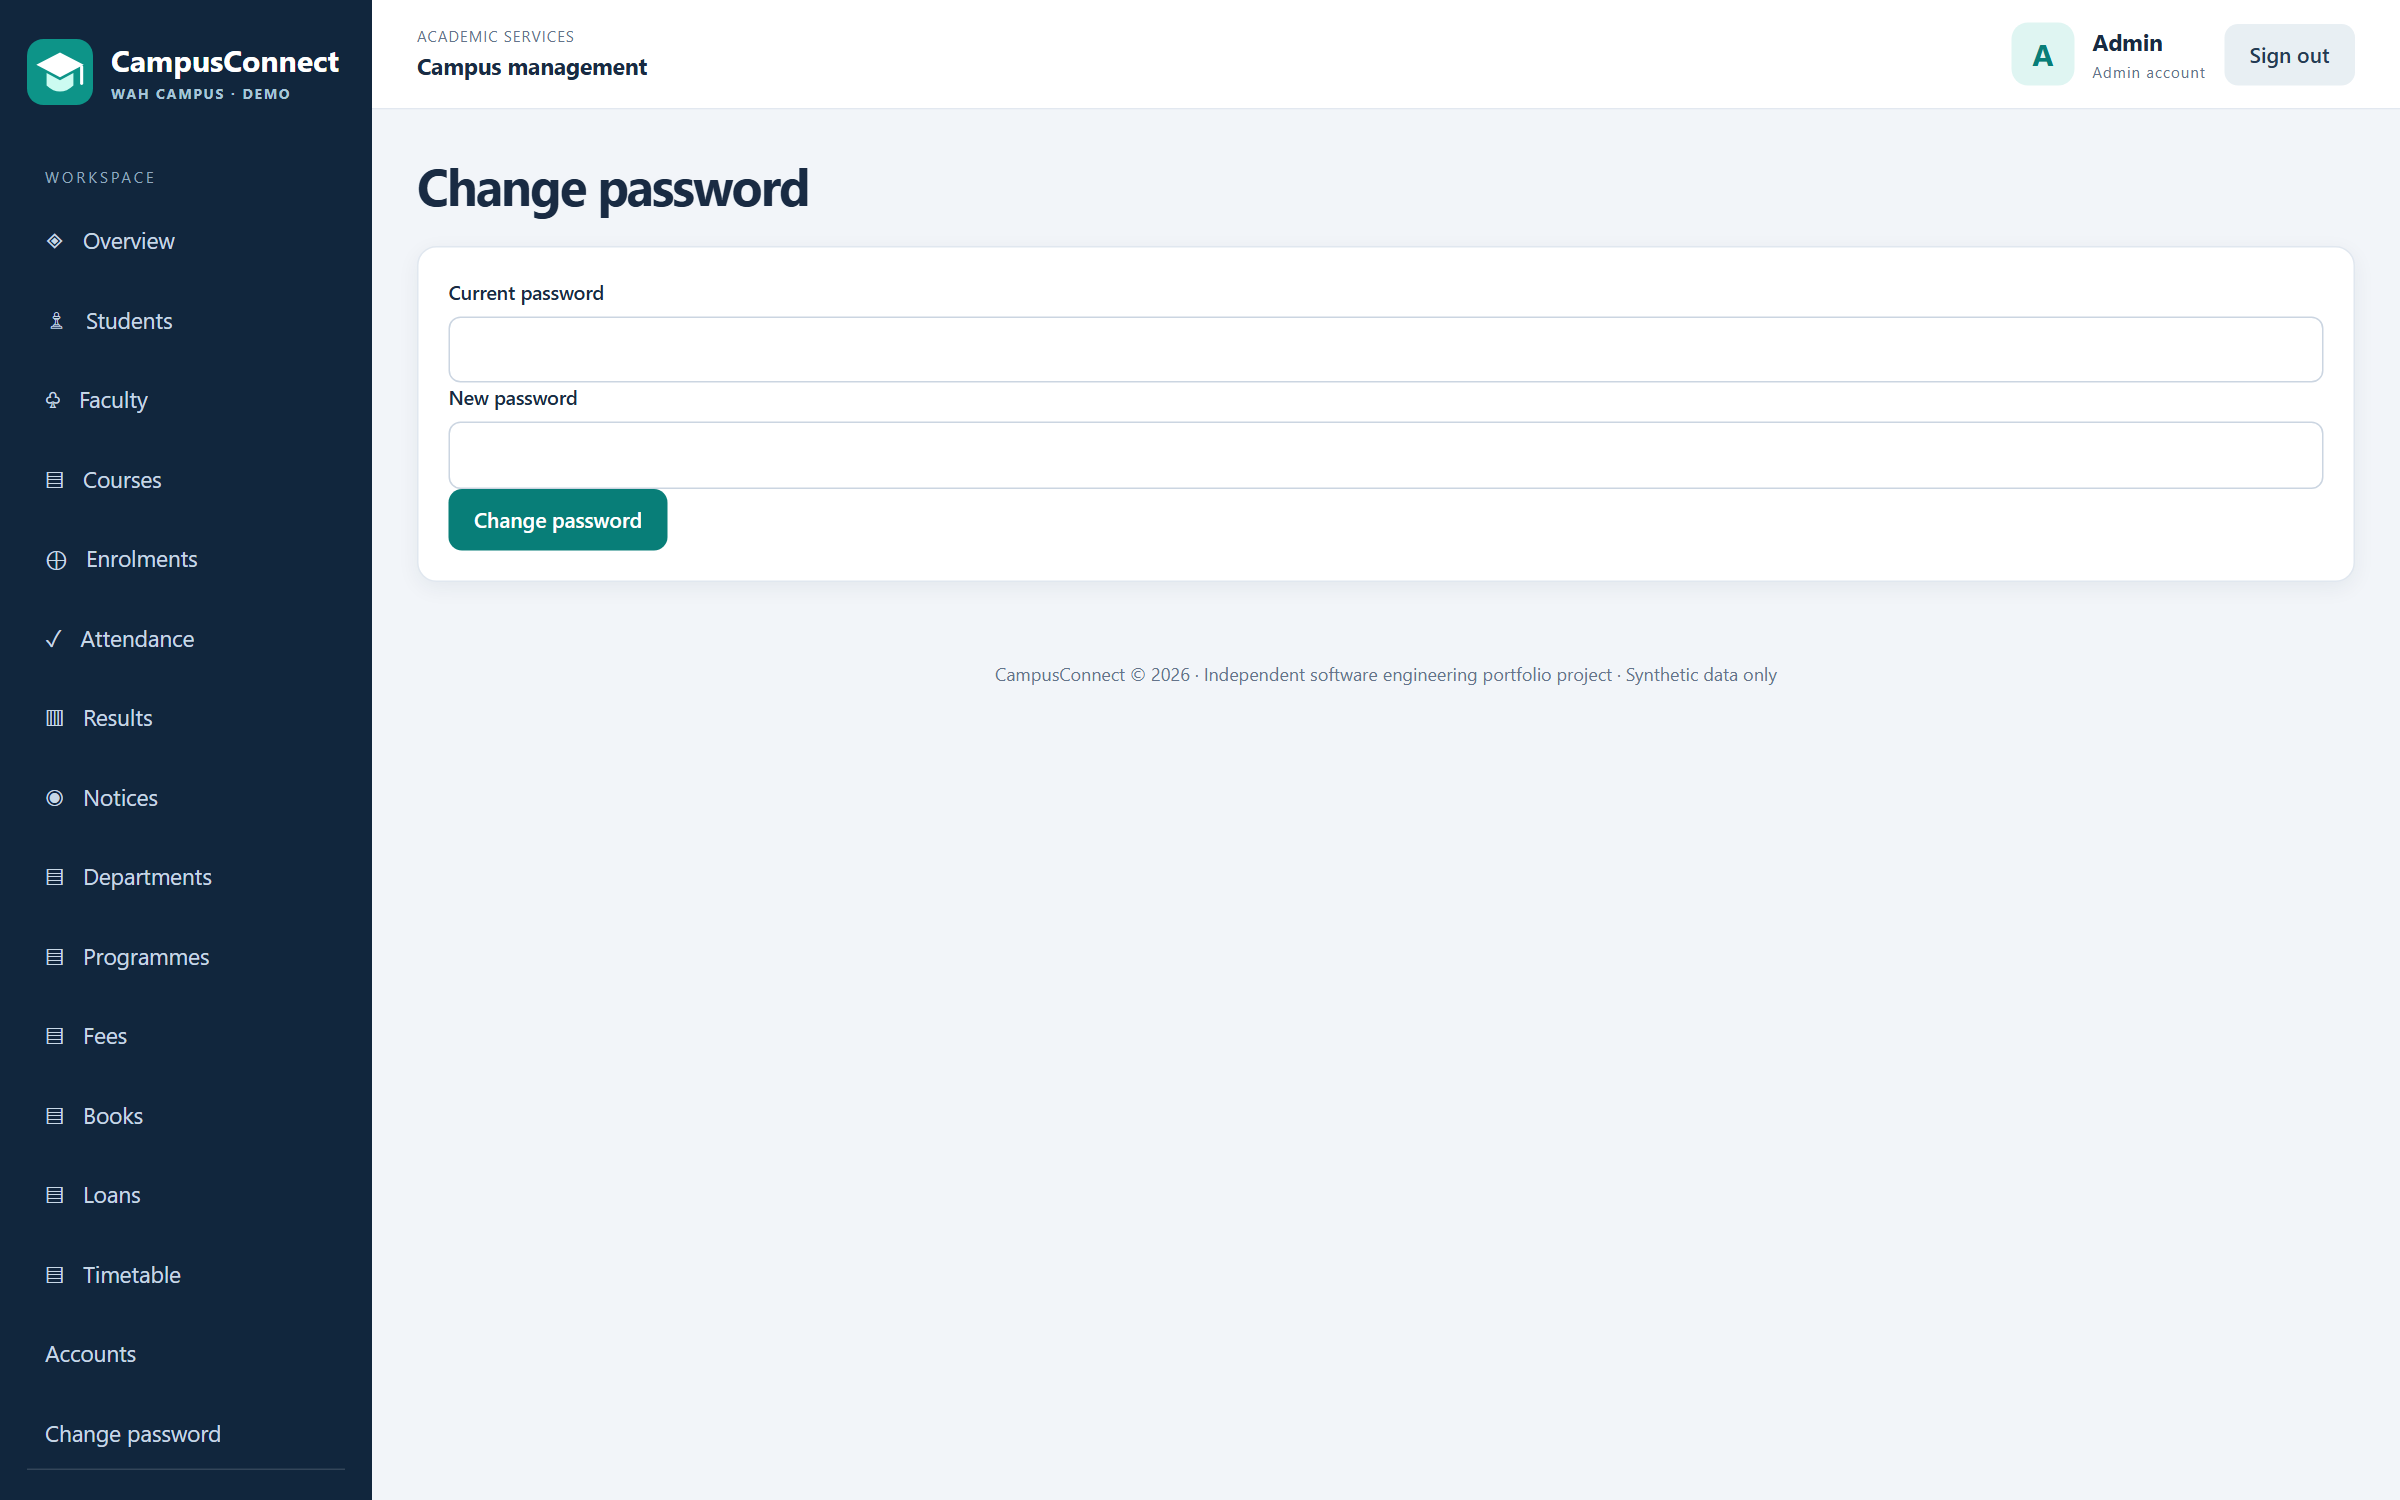 CampusConnect
WAH CAMPUS · DEMO
WORKSPACE
Overview
Students
Faculty
Courses
Enrolments
Attendance
Results
Notices
Departments
Programmes
Fees
Books
Loans
Timetable
Accounts
Change password
ACADEMIC SERVICES
Campus management
A
Admin
Admin account
Sign out
Change password
Current password
New password
Change password
CampusConnect © 2026 · Independent software engineering portfolio project · Synthetic data only